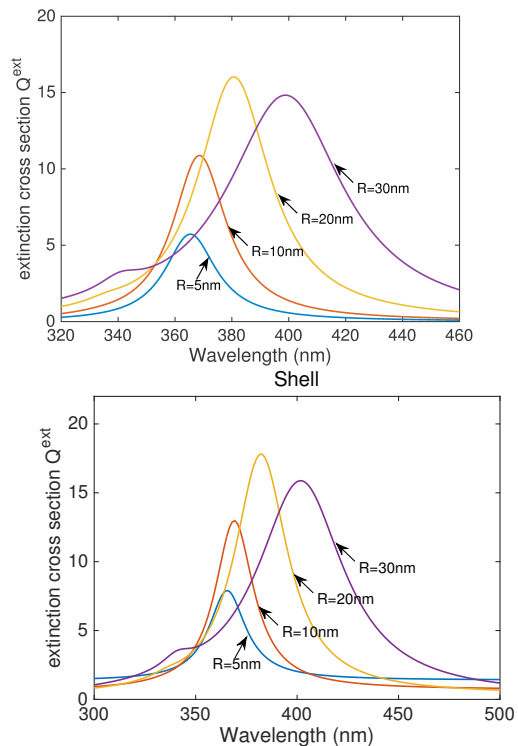 20
15
10
5
0
extinction cross section Q^ext
R=30nm
R=20nm
R=10nm
R=5nm
320 340 360 380 400 420 440 460
Wavelength (nm)
Shell
20
15
10
5
0
extinction cross section Q^ext
R=30nm
R=20nm
R=10nm
R=5nm
300 350 400 450 500
Wavelength (nm)